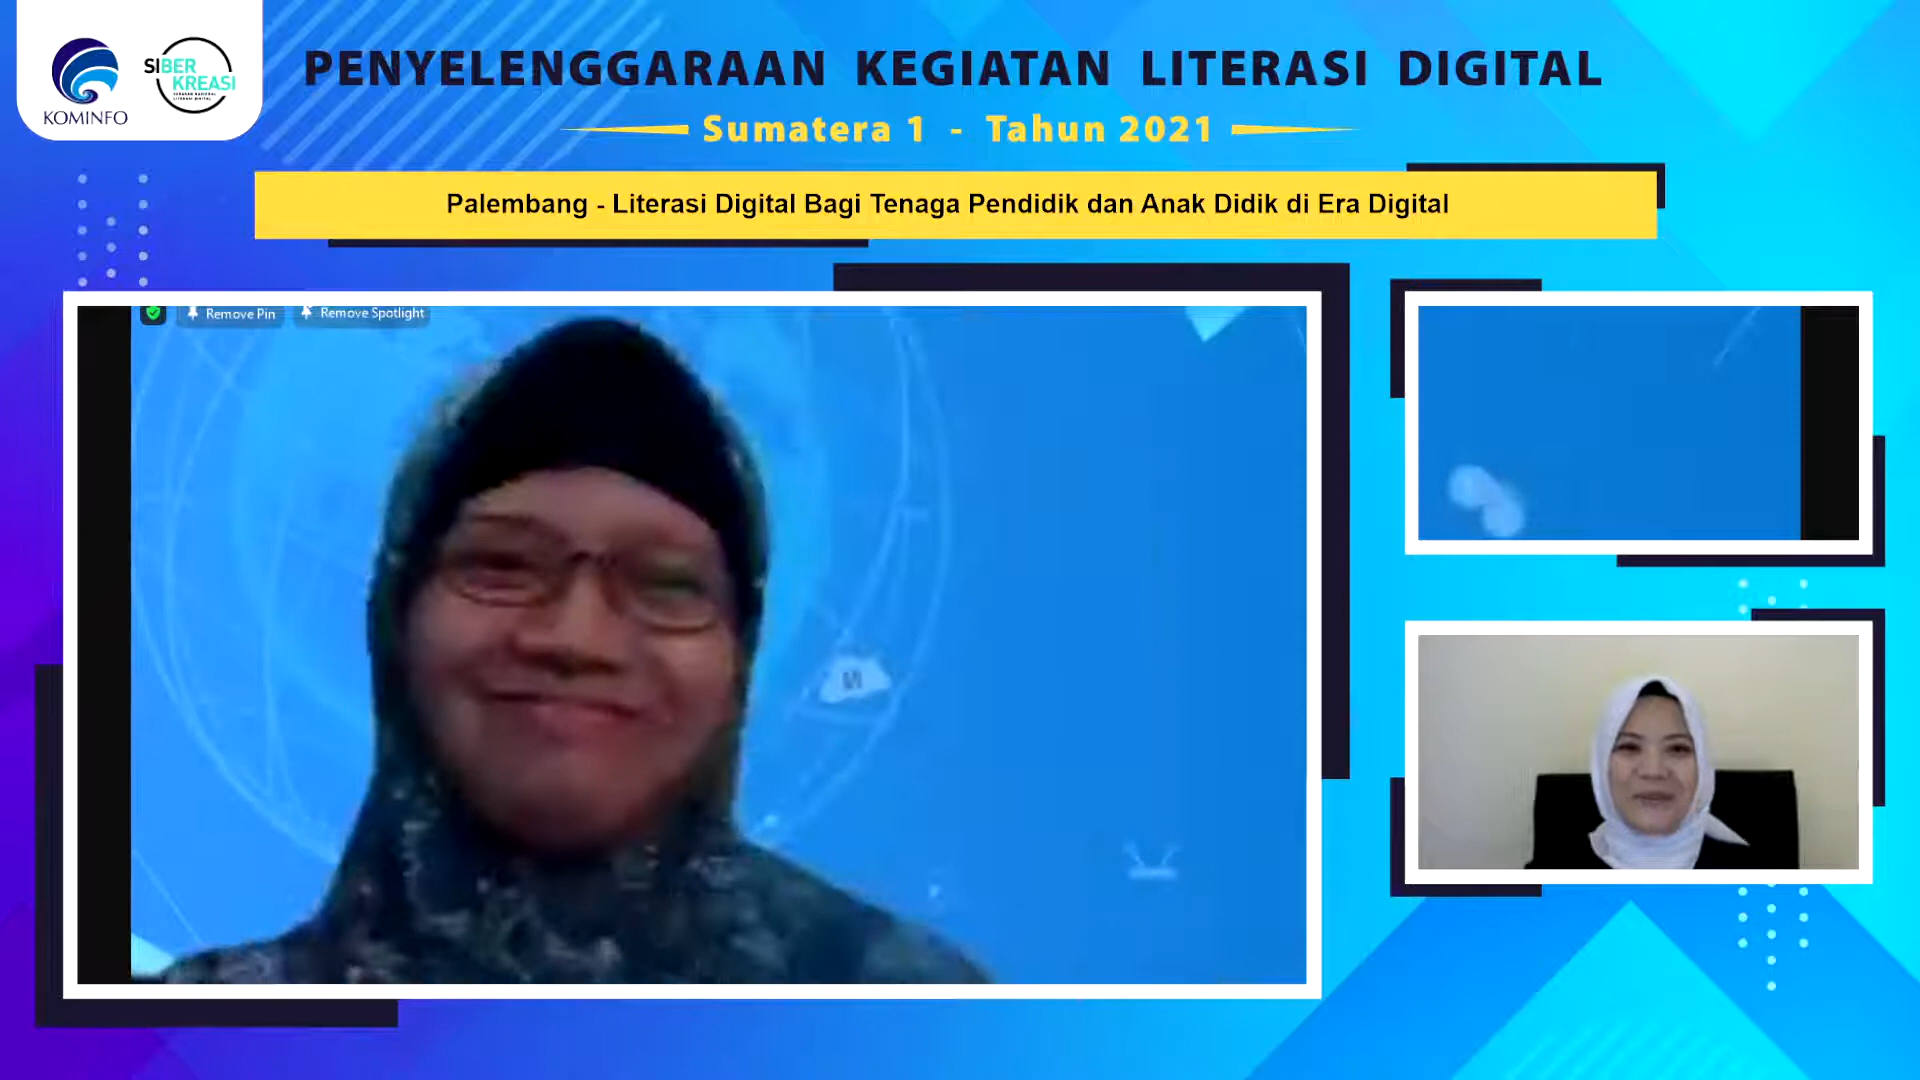 KOMINFO
SIBER
KREASI
PENYELENGGARAAN KEGIATAN LITERASI DIGITAL
Sumatera 1 - Tahun 2021
Palembang - Literasi Digital Bagi Tenaga Pendidik dan Anak Didik di Era Digital
Remove Pin
Remove Spotlight